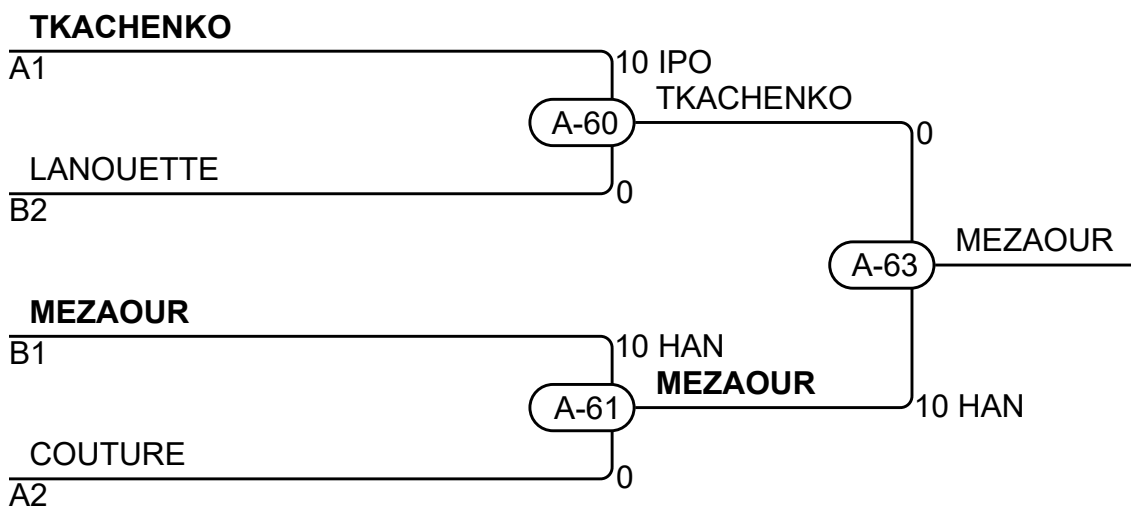 TKACHENKO
A1
10 IPO
TKACHENKO
A-60
0
LANOUETTE
0
B2
MEZAOUR
A-63
MEZAOUR
B1
10 HAN
MEZAOUR
A-61
10 HAN
COUTURE
0
A2